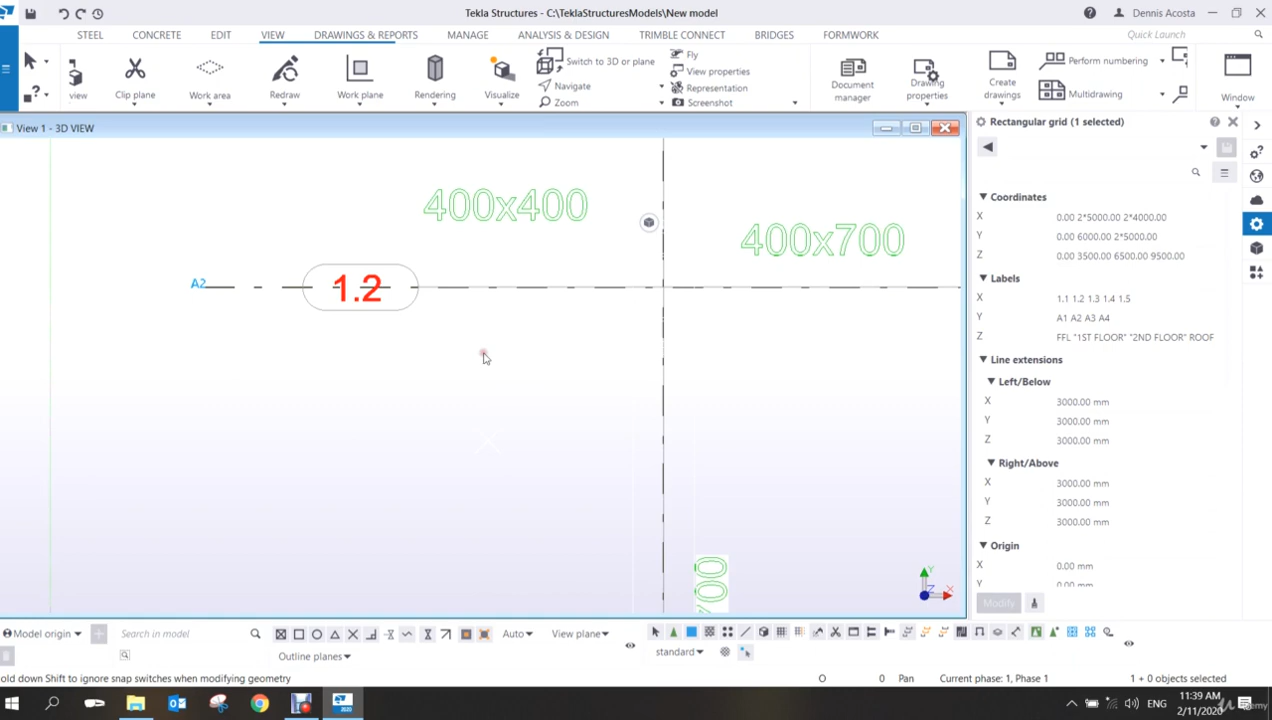 Tekla Structures - C:\TeklaStructuresModels\New model
Dennis Acosta
STEEL CONCRETE EDIT VIEW DRAWINGS & REPORTS MANAGE ANALYSIS & DESIGN TRIMBLE CONNECT BRIDGES FORMWORK
Quick Launch
view
Clip plane
Work area
Redraw
Work plane
Rendering
Visualize
Switch to 3D or plane
Navigate
Zoom
Fly
View properties
Representation
Screenshot
Document
manager
Drawing
properties
Create
drawings
Perform numbering
Multidrawing
Window
View 1 - 3D VIEW
400x400
400x700
A2
1.2
Rectangular grid (1 selected)
Coordinates
X 0.00 2*5000.00 2*4000.00
Y 0.00 6000.00 2*5000.00
Z 0.00 3500.00 6500.00 9500.00
Labels
X 1.1 1.2 1.3 1.4 1.5
Y A1 A2 A3 A4
Z FFL "1ST FLOOR" "2ND FLOOR" ROOF
Line extensions
Left/Below
X 3000.00 mm
Y 3000.00 mm
Z 3000.00 mm
Right/Above
X 3000.00 mm
Y 3000.00 mm
Z 3000.00 mm
Origin
X 0.00 mm
Y 0.00 mm
Modify
Y
Z X
Model origin
Search in model
Auto
View plane
Outline planes
standard
old down Shift to ignore snap switches when modifying geometry
O 0 Pan Current phase: 1, Phase 1 1 + 0 objects selected
ENG
11:39 AM
2/11/2020
Udemy